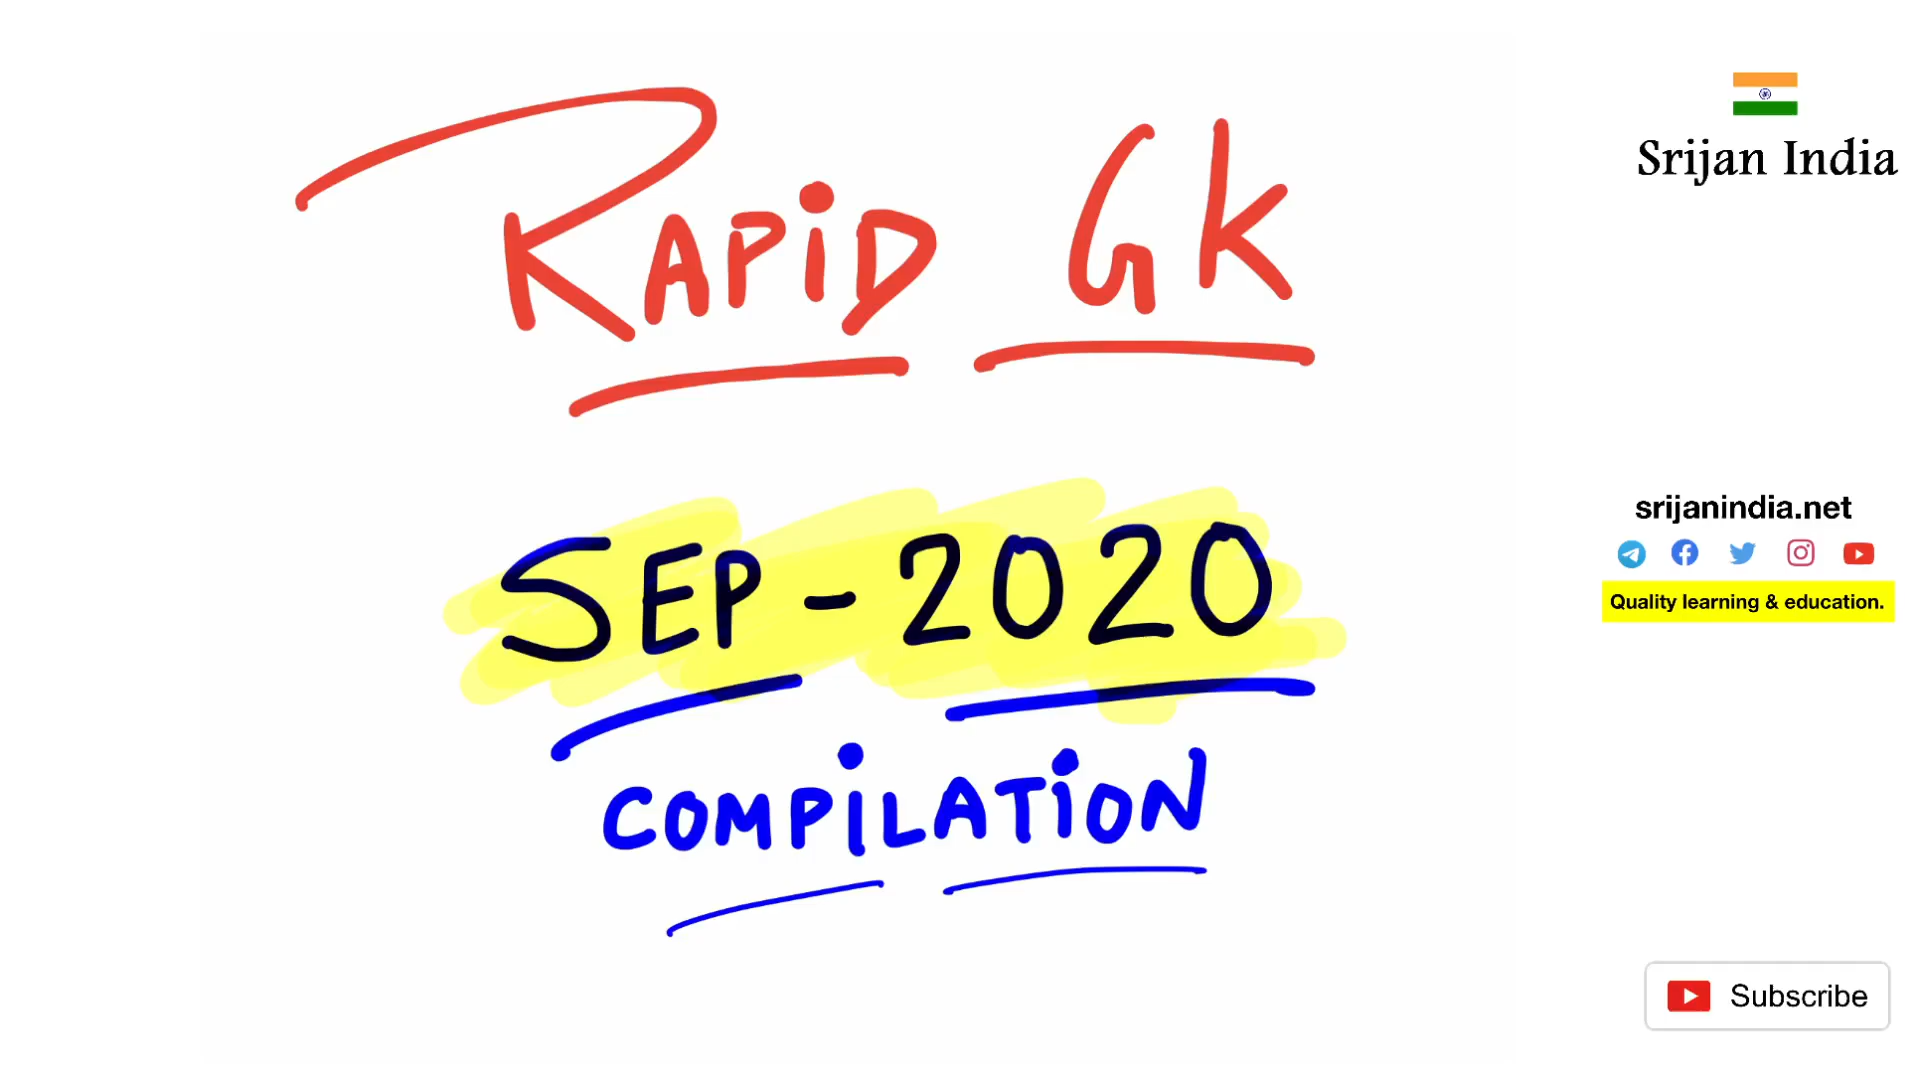 RAPiD GK
SEP - 2020
COMPiLATiON
Srijan India
srijanindia.net
Quality learning & education.
Subscribe